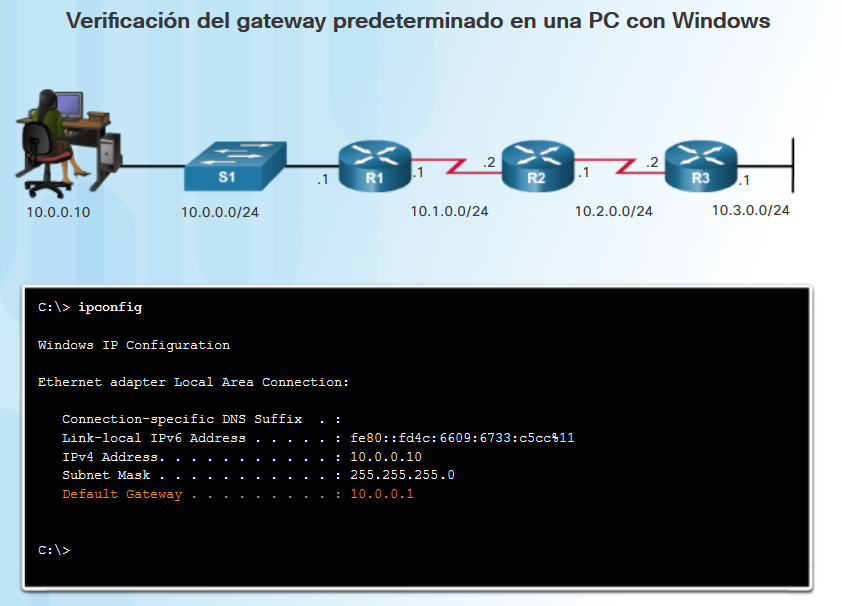 Verificación del gateway predeterminado en una PC con Windows
S1
.1
R1
.1
.2
R2
.1
.2
R3
.1
10.0.0.10
10.0.0.0/24
10.1.0.0/24
10.2.0.0/24
10.3.0.0/24
C:\> ipconfig
Windows IP Configuration
Ethernet adapter Local Area Connection:
Connection-specific DNS Suffix . :
Link-local IPv6 Address . . . . . : fe80::fd4c:6609:6733:c5cc%11
IPv4 Address. . . . . . . . . . . : 10.0.0.10
Subnet Mask . . . . . . . . . . . : 255.255.255.0
Default Gateway . . . . . . . . . : 10.0.0.1
C:\>